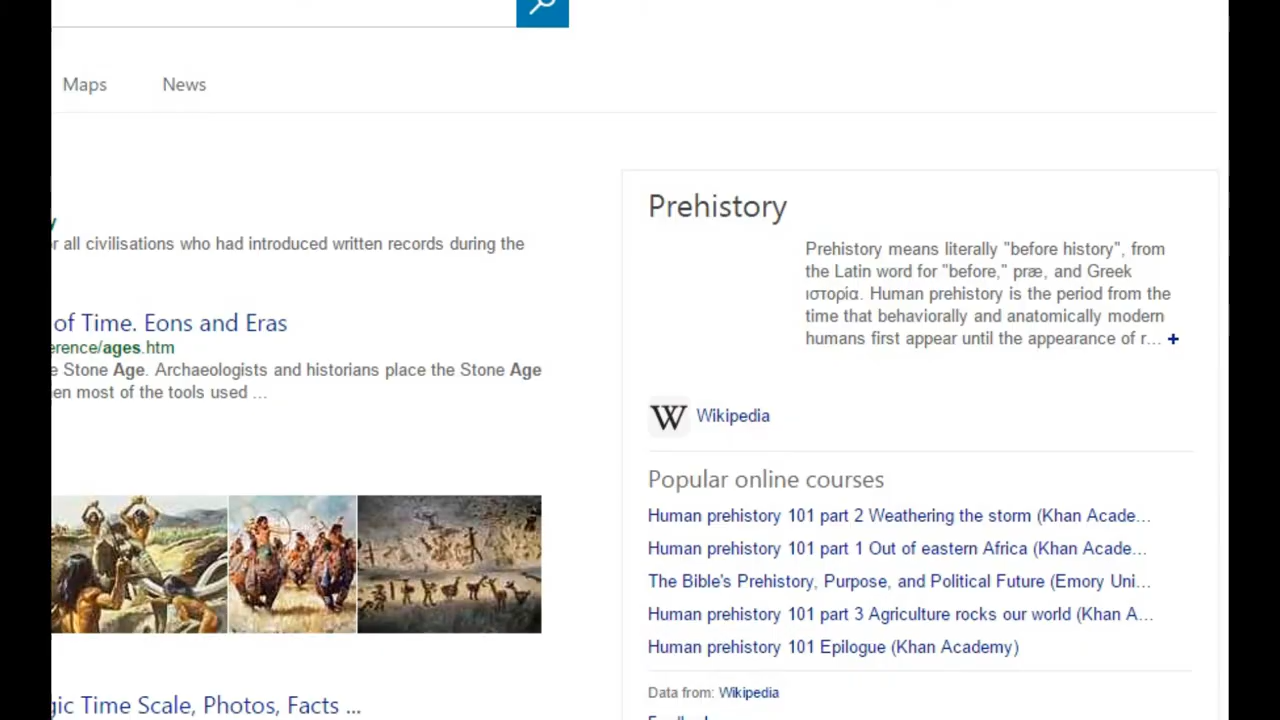 Maps
News
all civilisations who had introduced written records during the
of Time. Eons and Eras
erence/ages.htm
Stone Age. Archaeologists and historians place the Stone Age
most of the tools used ...
Time Scale, Photos, Facts ...
Prehistory
Prehistory means literally "before history", from
the Latin word for "before," præ, and Greek
ιστορία. Human prehistory is the period from the
time that behaviorally and anatomically modern
humans first appear until the appearance of r... +
W Wikipedia
Popular online courses
Human prehistory 101 part 2 Weathering the storm (Khan Acade...
Human prehistory 101 part 1 Out of eastern Africa (Khan Acade...
The Bible's Prehistory, Purpose, and Political Future (Emory Uni...
Human prehistory 101 part 3 Agriculture rocks our world (Khan A...
Human prehistory 101 Epilogue (Khan Academy)
Data from: Wikipedia